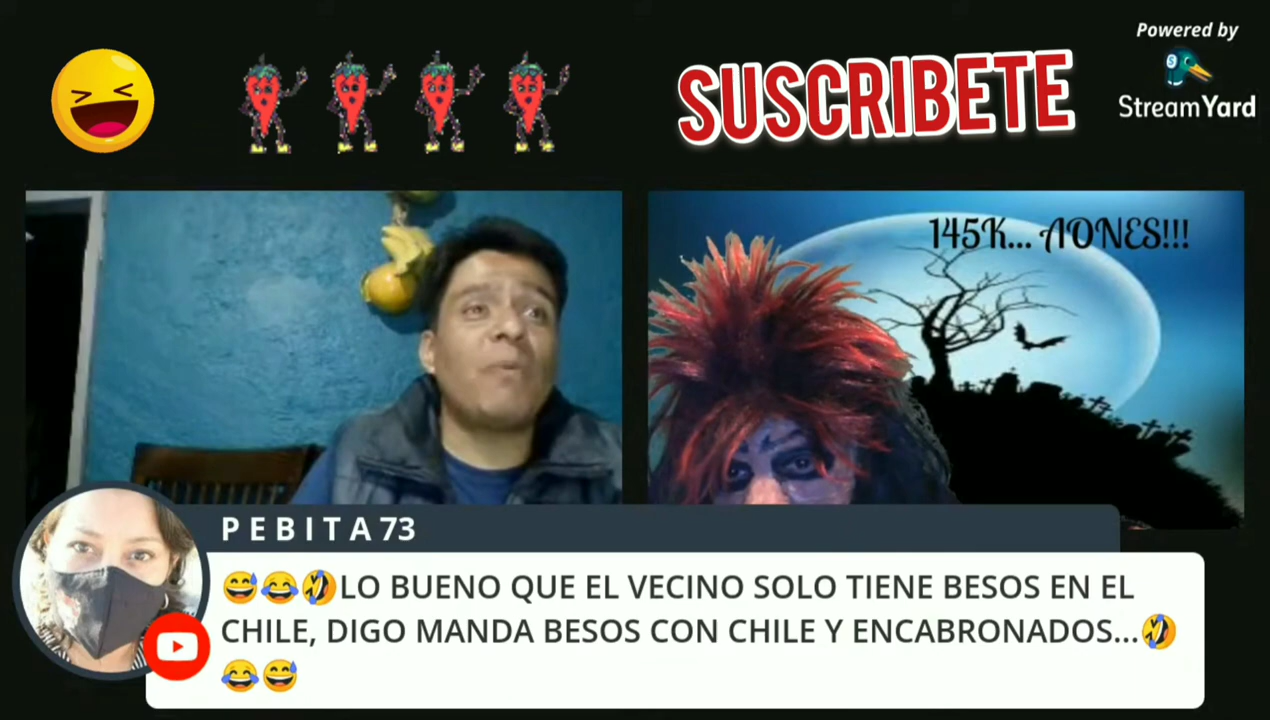 Powered by
StreamYard
SUSCRIBETE
145K... AONES!!!
PEBITA73
😅😂🤣LO BUENO QUE EL VECINO SOLO TIENE BESOS EN EL
CHILE, DIGO MANDA BESOS CON CHILE Y ENCABRONADOS...🤣
😂😅